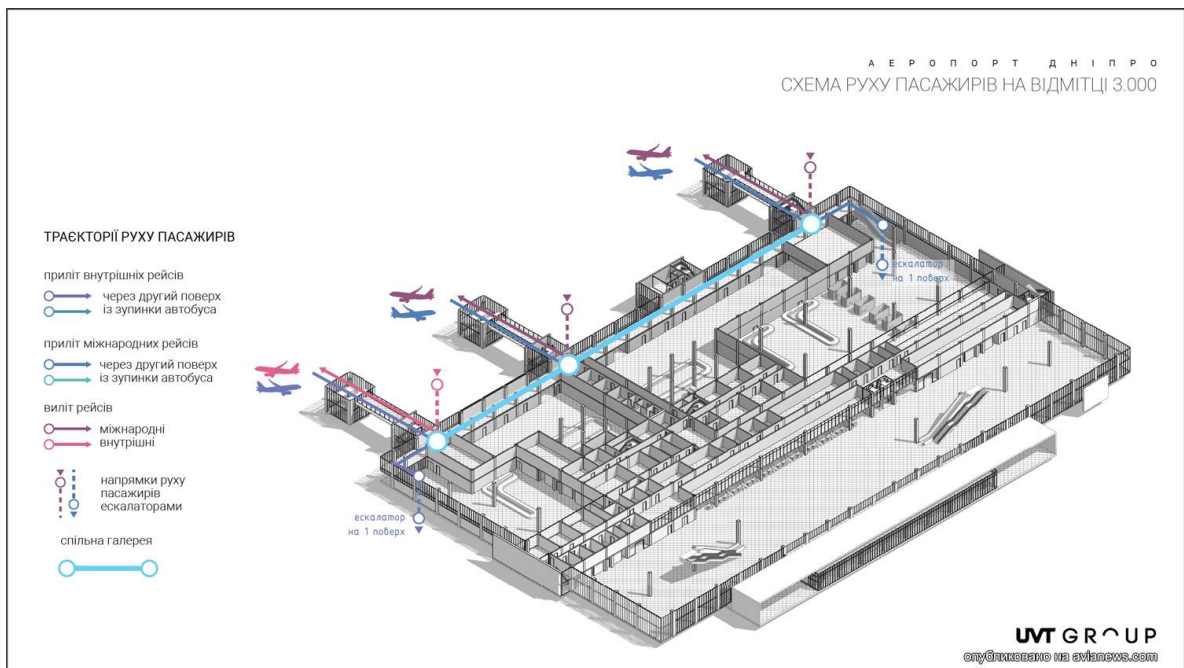 АЕРОПОРТ ДНІПРО
СХЕМА РУХУ ПАСАЖИРІВ НА ВІДМІТЦІ 3.000
ТРАЄКТОРІЇ РУХУ ПАСАЖИРІВ
приліт внутрішніх рейсів
через другий поверх
із зупинки автобуса
приліт міжнародних рейсів
через другий поверх
із зупинки автобуса
виліт рейсів
міжнародні
внутрішні
напрямки руху
пасажирів
ескалаторами
спільна галерея
ескалатор
на 1 поверх
ескалатор
на 1 поверх
UVT GROUP
опубликовано на avianews.com